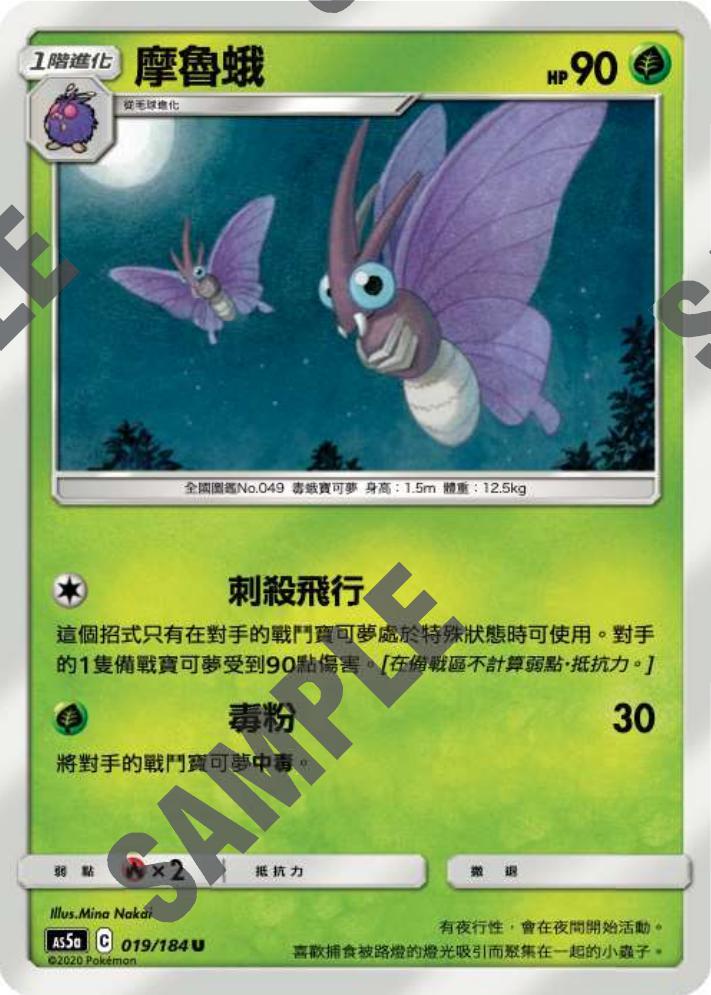 1階進化 摩魯蛾 HP 90
從毛球進化
全國圖鑑No.049 毒蛾寶可夢 身高：1.5m 體重：12.5kg
刺殺飛行
這個招式只有在對手的戰鬥寶可夢處於特殊狀態時可使用。對手
的1隻備戰寶可夢受到90點傷害。[在備戰區不計算弱點･抵抗力。]
毒粉 30
將對手的戰鬥寶可夢中毒。
弱點 ×2 抵抗力 撤退
Illus.Mina Nakai
有夜行性，會在夜間開始活動。
AS5a C 019/184 U
喜歡捕食被路燈的燈光吸引而聚集在一起的小蟲子。
©2020 Pokémon
SAMPLE